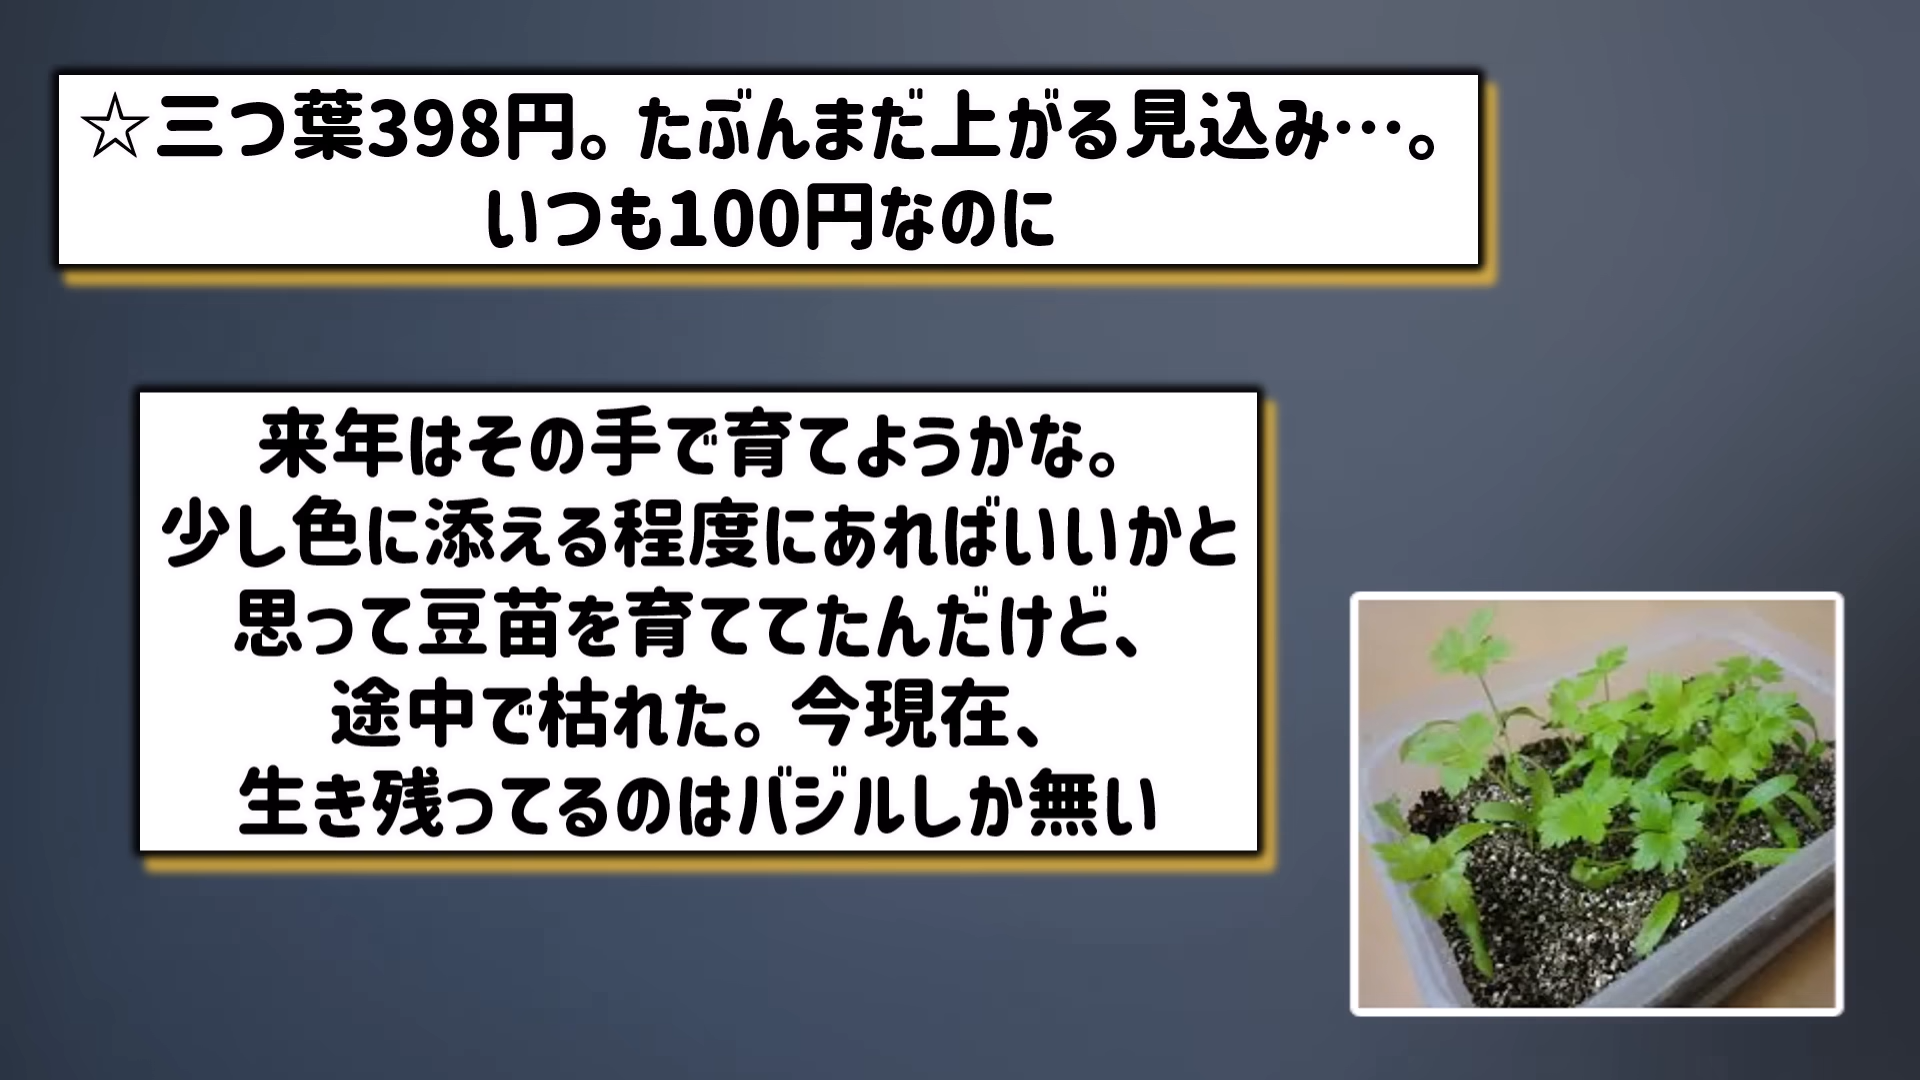 ☆三つ葉398円。たぶんまだ上がる見込み…。
いつも100円なのに
来年はその手で育てようかな。
少し色に添える程度にあればいいかと
思って豆苗を育ててたんだけど、
途中で枯れた。今現在、
生き残ってるのはバジルしか無い